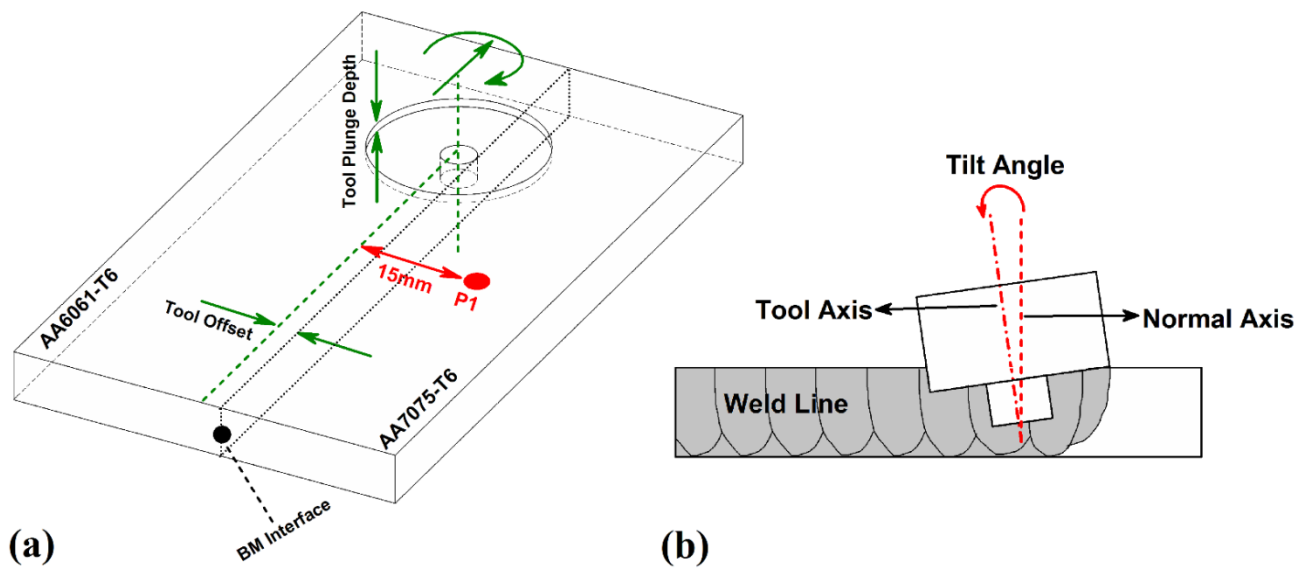 Tool Plunge Depth
15mm
P1
AA6061-T6
Tool Offset
AA7075-T6
BM Interface
(a)
Tilt Angle
Tool Axis
Normal Axis
Weld Line
(b)